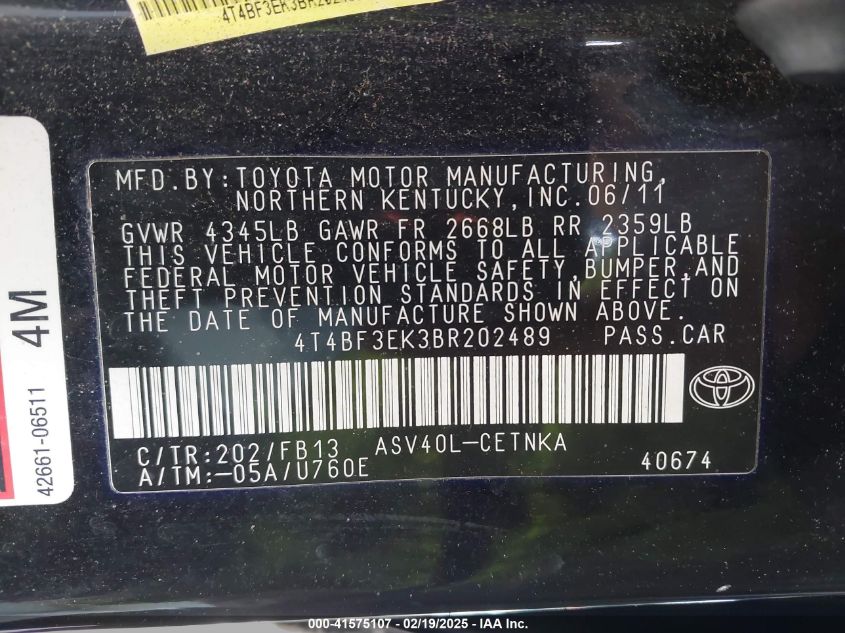 MFD.BY:TOYOTA MOTOR MANUFACTURING,
NORTHERN KENTUCKY,INC.06/11
GVWR 4345LB GAWR FR 2668LB RR 2359LB
THIS VEHICLE CONFORMS TO ALL APPLICABLE
FEDERAL MOTOR VEHICLE SAFETY,BUMPER,AND
THEFT PREVENTION STANDARDS IN EFFECT ON
THE DATE OF MANUFACTURE SHOWN ABOVE.
4T4BF3EK3BR202489 PASS.CAR
C/TR:202/FB13 ASV40L-CETNKA
A/TM:-05A/U760E 40674
4M
42661-06511
000-41575107 - 02/19/2025 - IAAI.com